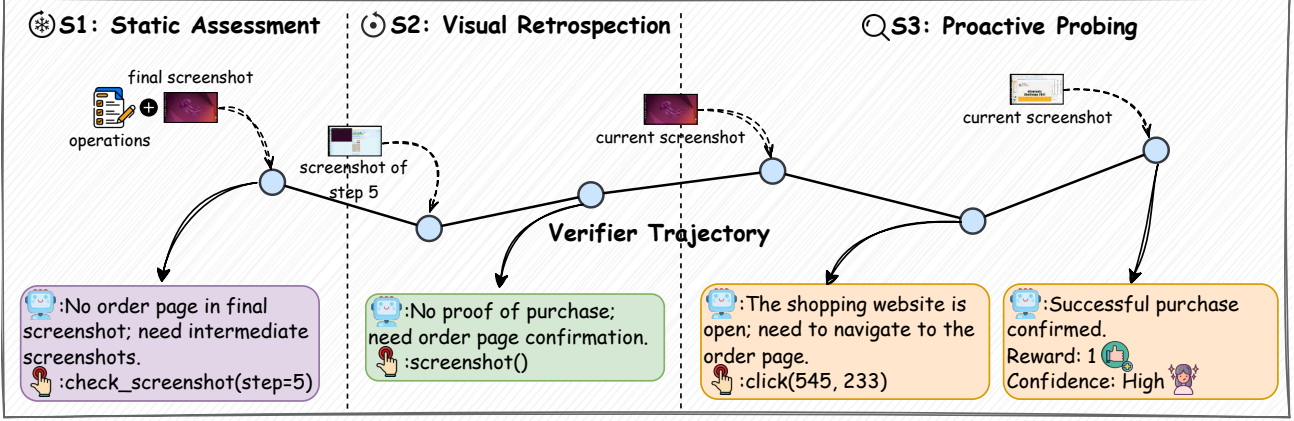 S1: Static Assessment
S2: Visual Retrospection
S3: Proactive Probing
final screenshot
operations
screenshot of
step 5
current screenshot
current screenshot
Verifier Trajectory
:No order page in final
screenshot; need intermediate
screenshots.
:check_screenshot(step=5)
:No proof of purchase;
need order page confirmation.
:screenshot()
:The shopping website is
open; need to navigate to the
order page.
:click(545, 233)
:Successful purchase
confirmed.
Reward: 1
Confidence: High